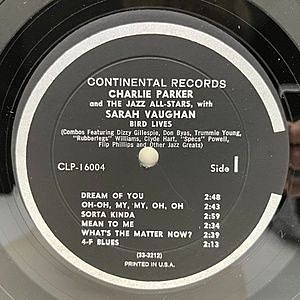 CONTINENTAL RECORDS
CHARLIE PARKER
and THE JAZZ ALL-STARS, with
SARAH VAUGHAN
BIRD LIVES
(Combos Featuring Dizzy Gillespie, Don Byas, Trummie Young,
"Rubberlegs" Williams, Clyde Hart, "Specs" Powell,
Flip Phillips and Other Jazz Greats)
CLP-16004 Side 1
DREAM OF YOU 2:48
OH-OH, MY, MY, OH, OH 2:43
SORTA KINDA 2:59
MEAN TO ME 2:34
WHAT'S THE MATTER NOW? 2:39
4-F BLUES 2:13
(33-3212)
PRINTED IN U.S.A.